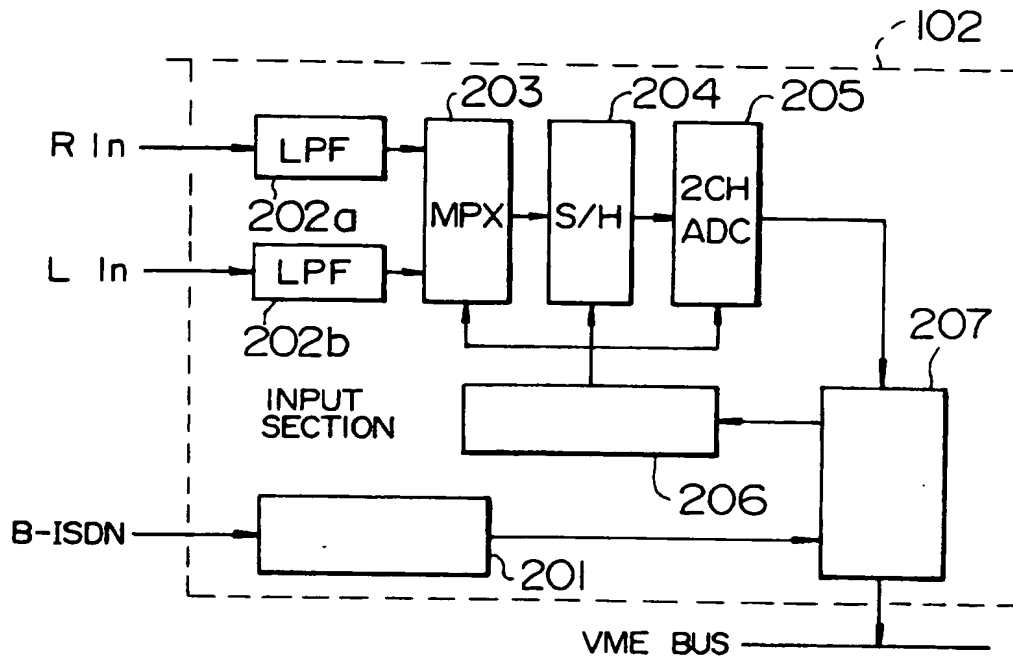 102
203
204
205
R In
LPF
MPX
S/H
2CH
ADC
202a
L In
LPF
202b
207
INPUT
SECTION
206
B-ISDN
201
VME BUS